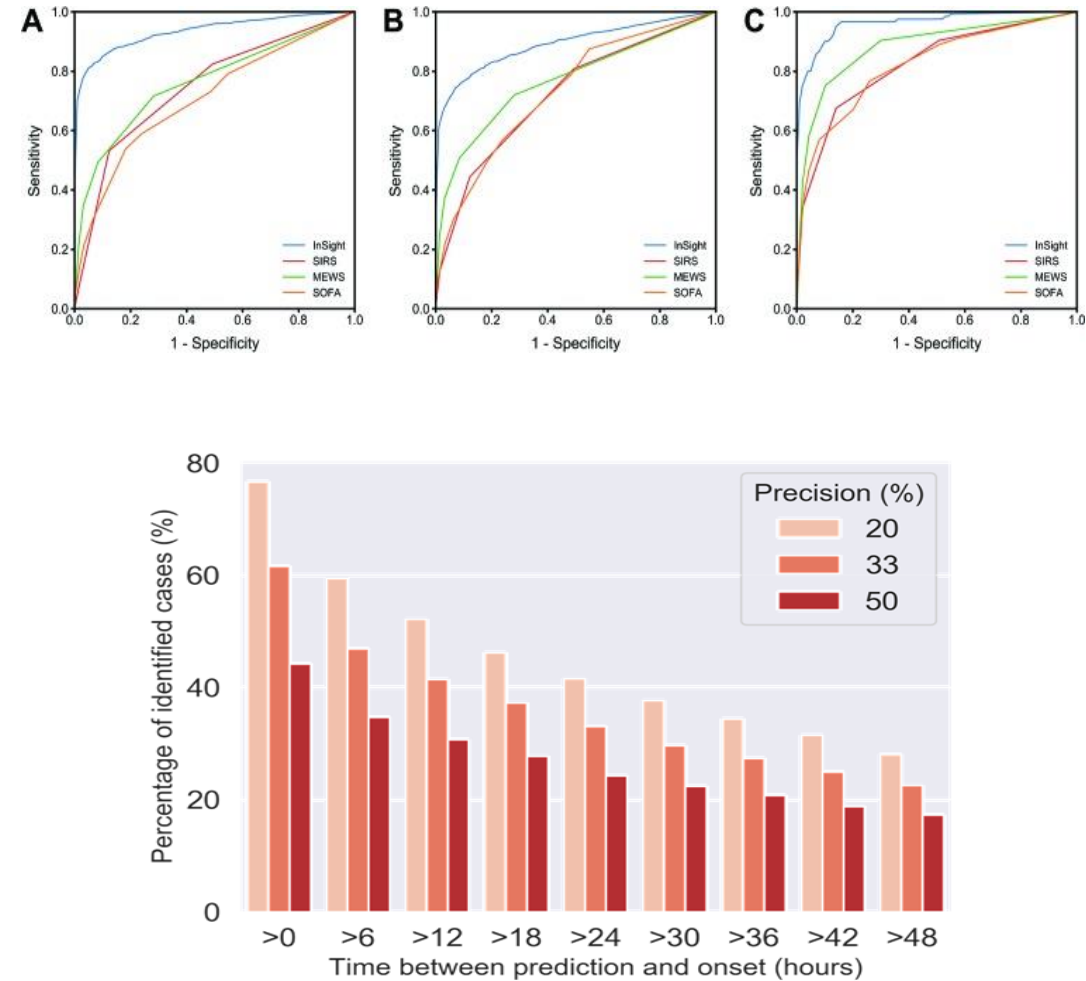 A
1.0
0.8
0.6
0.4
0.2
0.0
Sensitivity
InSight
SIRS
MEWS
SOFA
0.0 0.2 0.4 0.6 0.8 1.0
1 - Specificity
B
1.0
0.8
0.6
0.4
0.2
0.0
Sensitivity
InSight
SIRS
MEWS
SOFA
0.0 0.2 0.4 0.6 0.8 1.0
1 - Specificity
C
1.0
0.8
0.6
0.4
0.2
0.0
Sensitivity
InSight
SIRS
MEWS
SOFA
0.0 0.2 0.4 0.6 0.8 1.0
1 - Specificity
Percentage of identified cases (%)
80
60
40
20
0
Precision (%)
20
33
50
>0 >6 >12 >18 >24 >30 >36 >42 >48
Time between prediction and onset (hours)